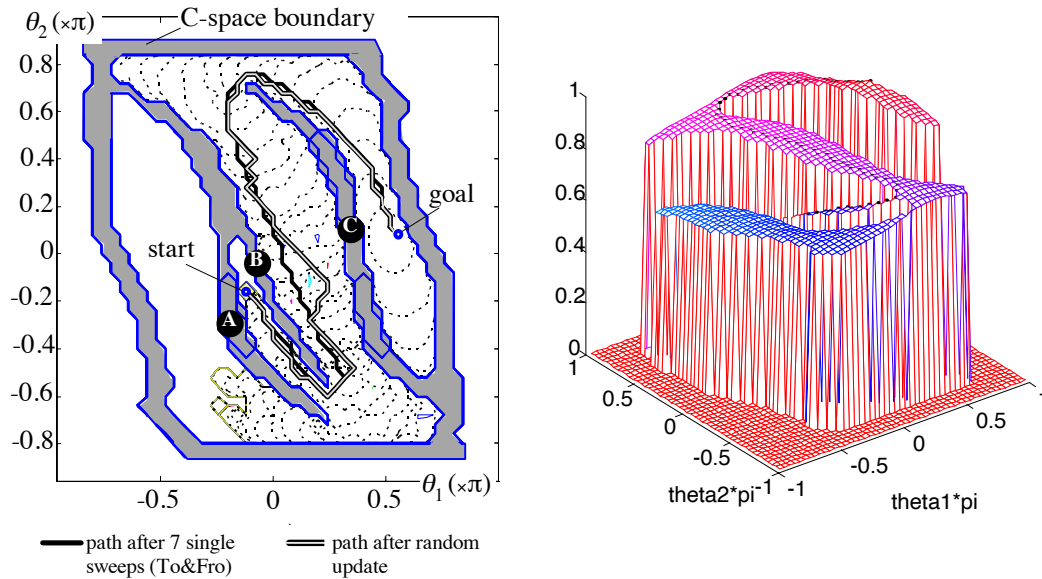 θ2 (×π)
C-space boundary
0.8
0.6
0.4
0.2
0
-0.2
-0.4
-0.6
-0.8
-0.5
0
0.5
θ1 (×π)
start
goal
A
B
C
path after 7 single
sweeps (To&Fro)
path after random
update
1
0.8
0.6
0.4
0.2
0
1
0.5
0
-0.5
-1
theta2*pi
-1
-0.5
0
0.5
theta1*pi